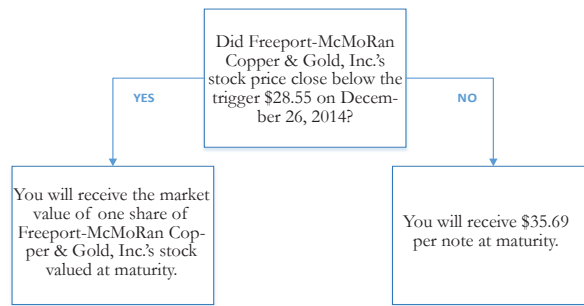 Did Freeport-McMoRan
Copper & Gold, Inc.'s
stock price close below the
trigger $28.55 on Decem-
ber 26, 2014?
YES
NO
You will receive the market
value of one share of
Freeport-McMoRan Cop-
per & Gold, Inc.'s stock
valued at maturity.
You will receive $35.69
per note at maturity.